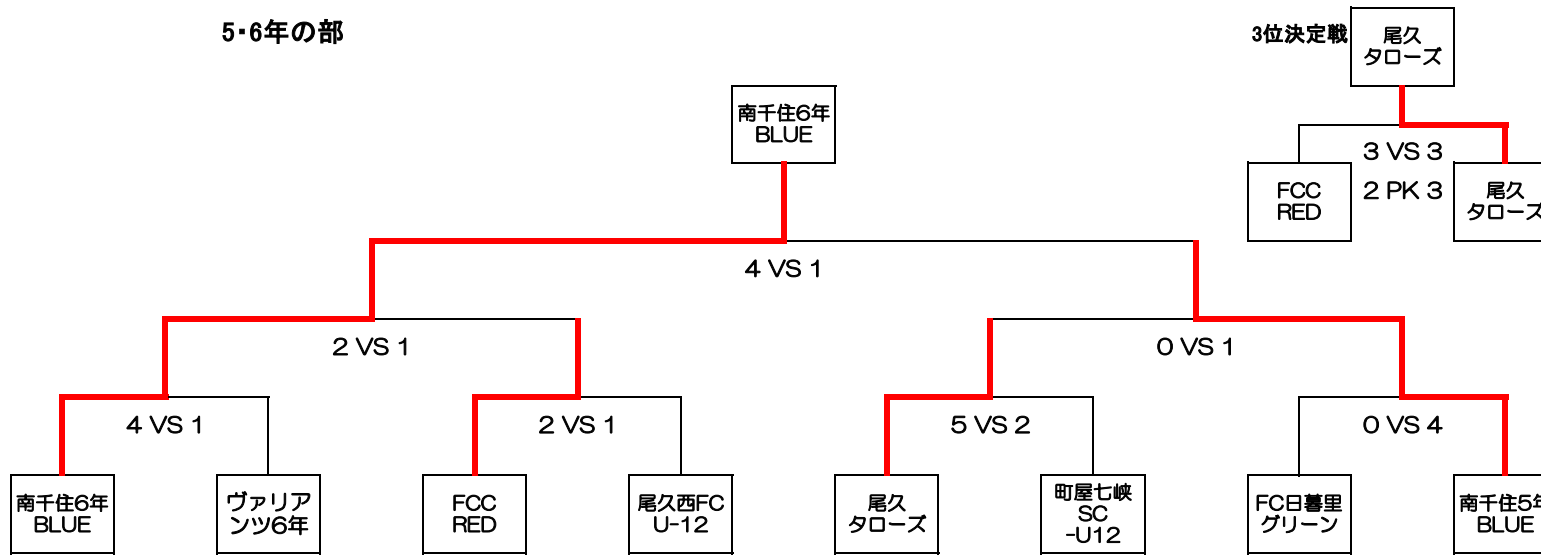 5・6年の部
3位決定戦
尾久
タローズ
南千住6年
BLUE
3 VS 3
2 PK 3
FCC
RED
尾久
タローズ
4 VS 1
2 VS 1
0 VS 1
4 VS 1
2 VS 1
5 VS 2
0 VS 4
南千住6年
BLUE
ヴァリア
ンツ6年
FCC
RED
尾久西FC
U-12
尾久
タローズ
町屋七峡
SC
-U12
FC日暮里
グリーン
南千住5年
BLUE